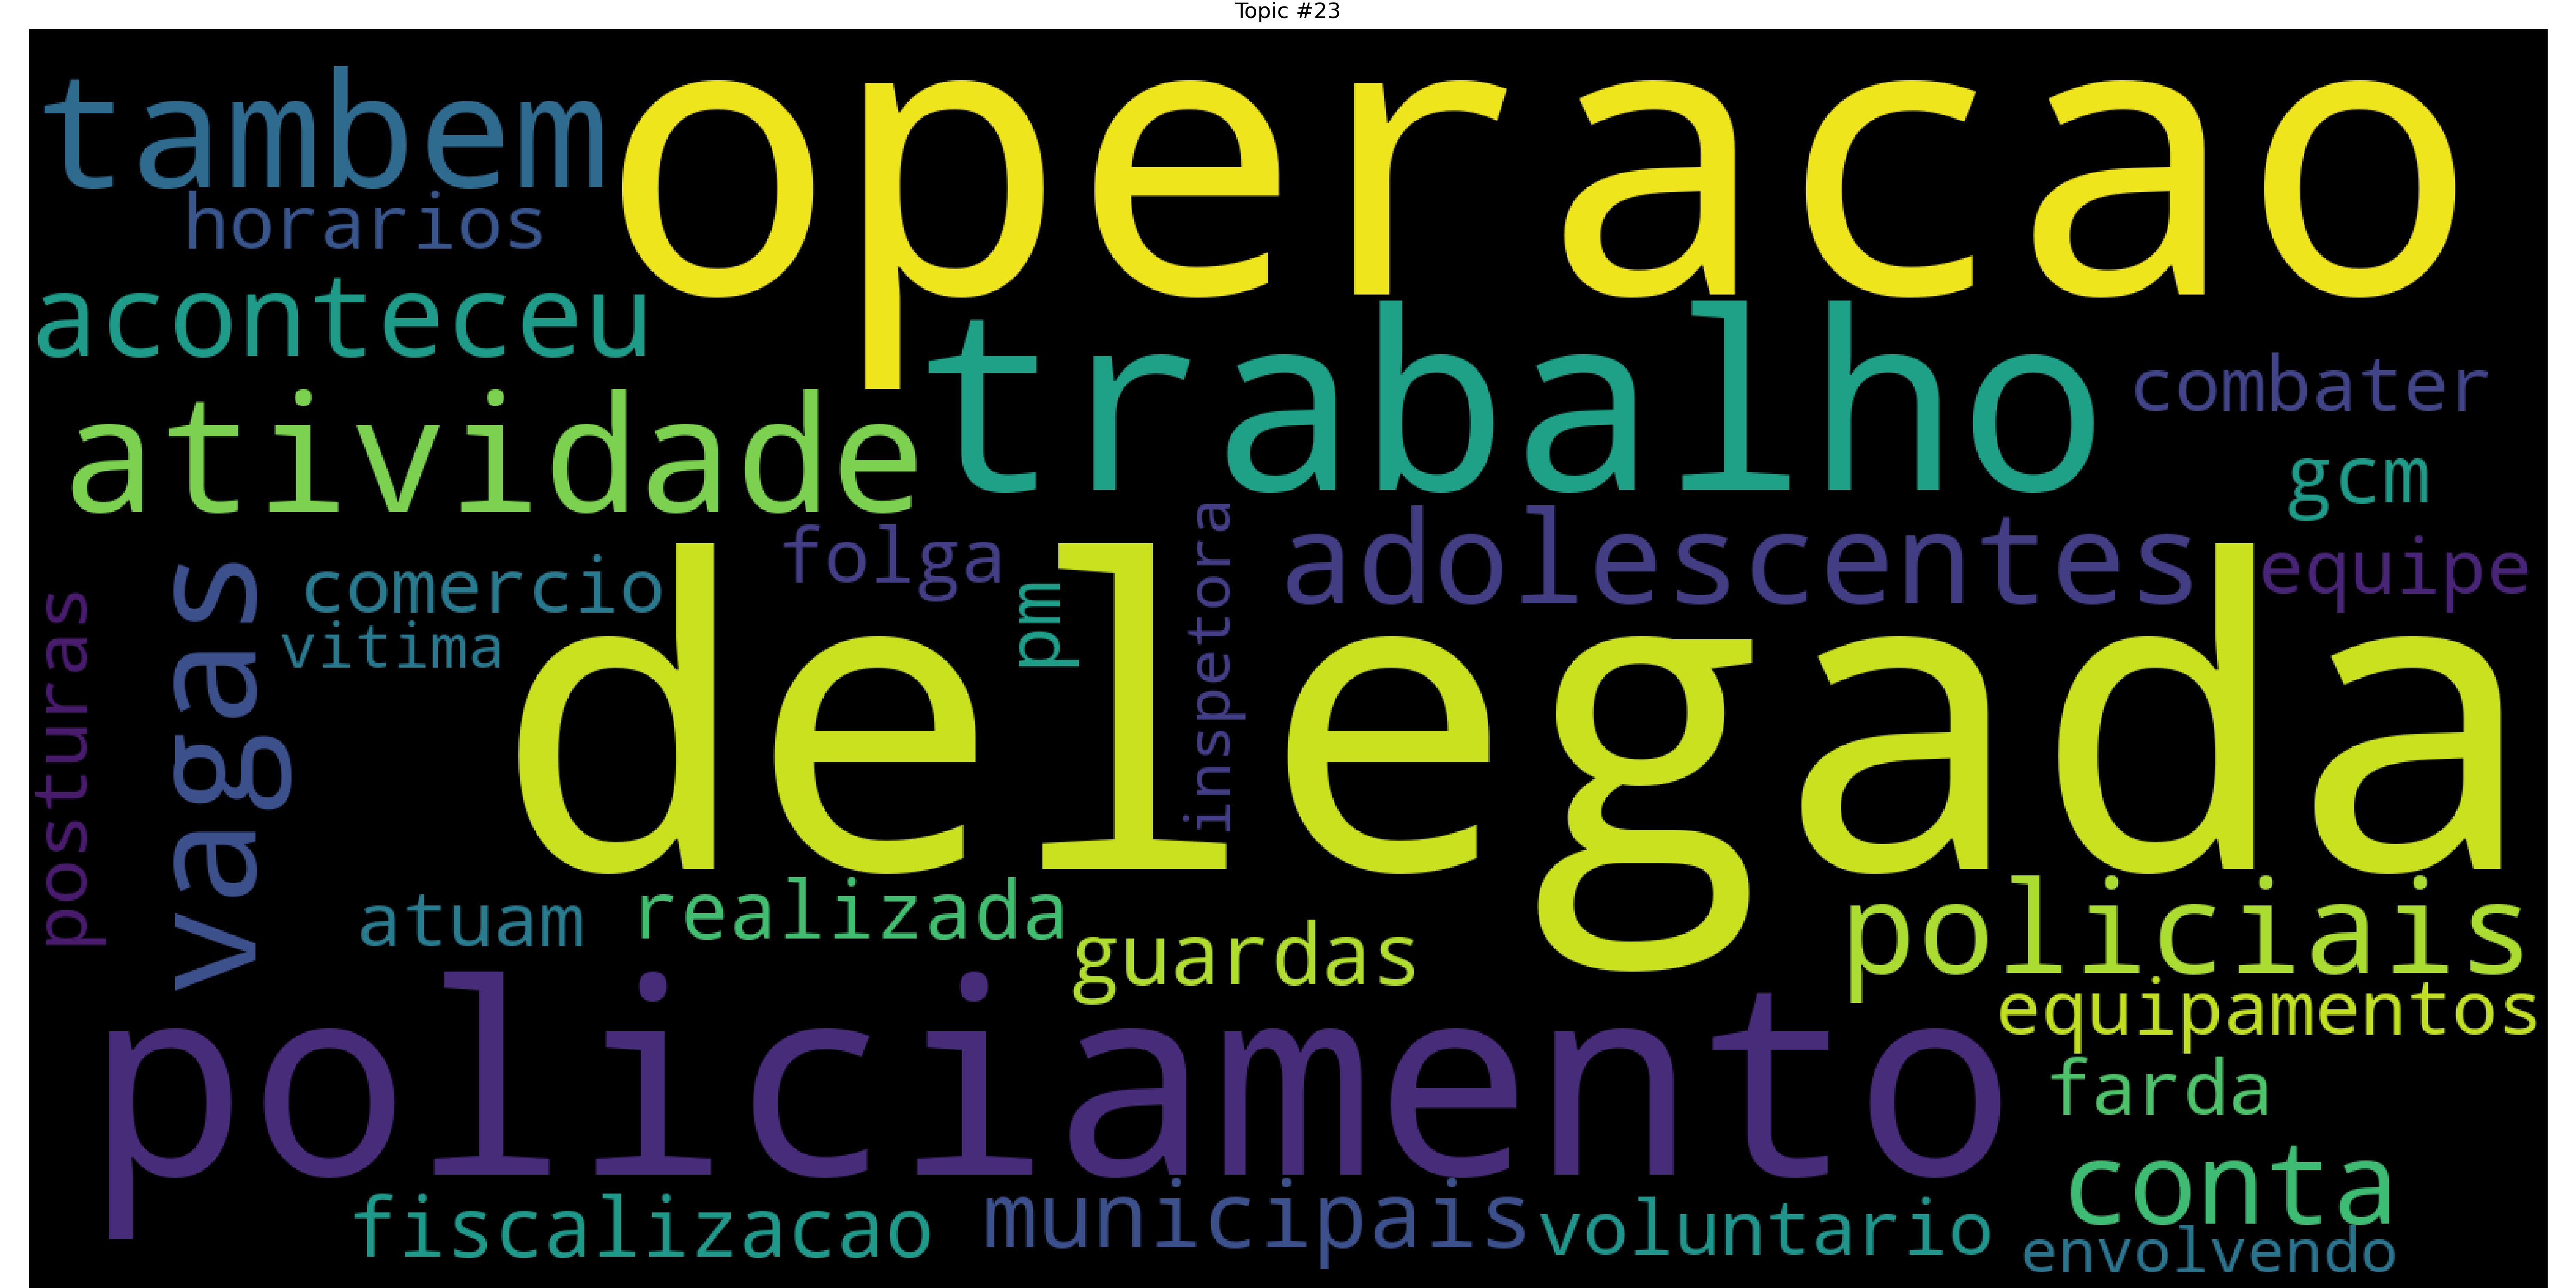 Topic #23
tambem
operacao
horarios
aconteceu
trabalho
combater
atividade
gcm
adolescentes
folga
equipe
comercio
pm
inspetora
vitima
posturas
vagas
delegada
atuam
realizada
guardas
policiais
equipamentos
policiamento
farda
conta
fiscalizacao
municipais
voluntario
envolvendo